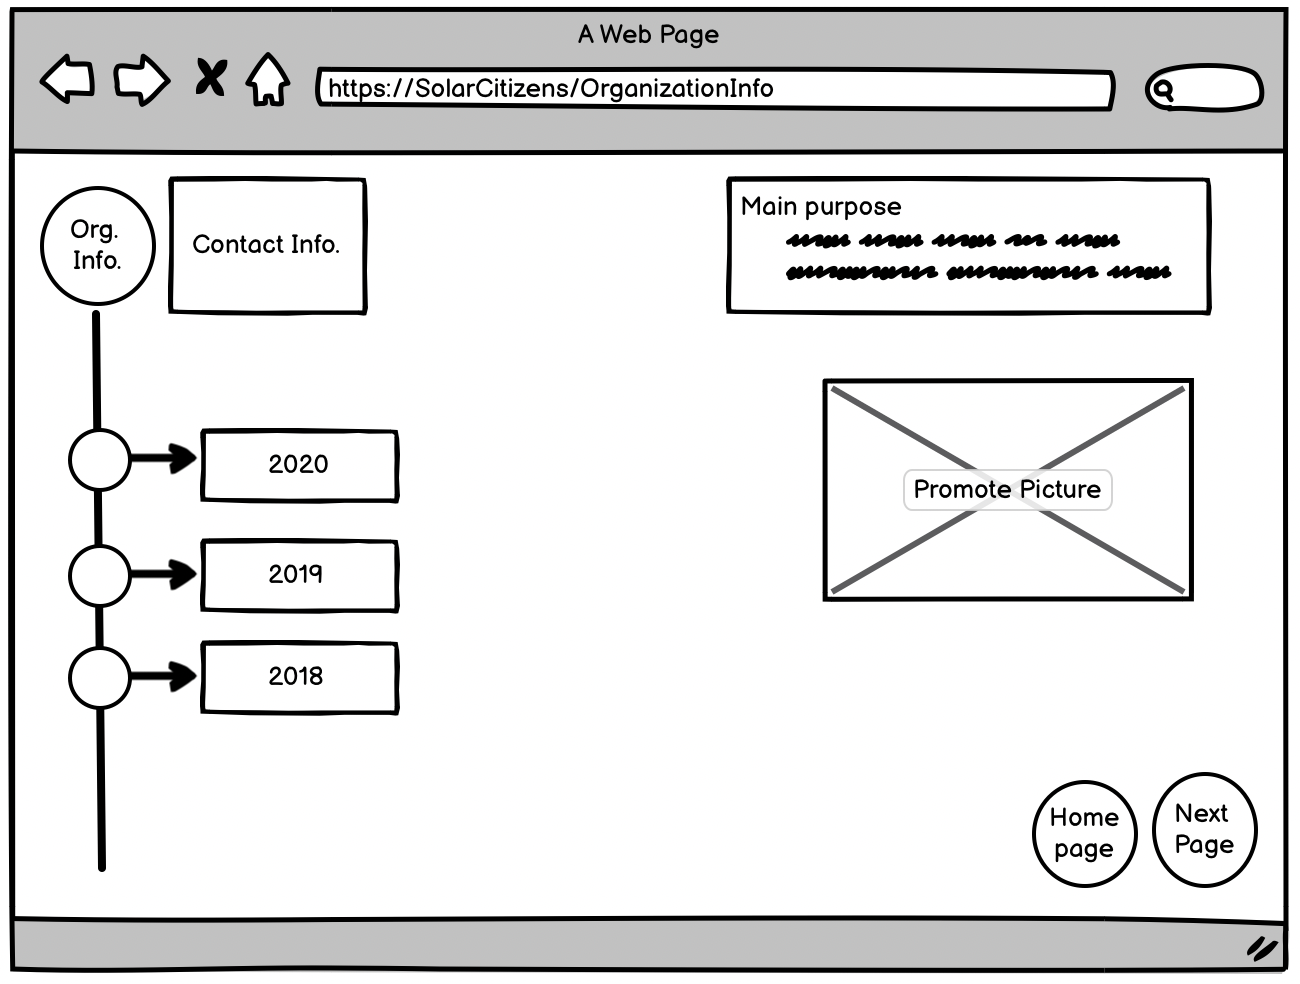 A Web Page
https://SolarCitizens/OrganizationInfo
Org.
Info.
Contact Info.
Main purpose
2020
2019
2018
Promote Picture
Home
page
Next
Page